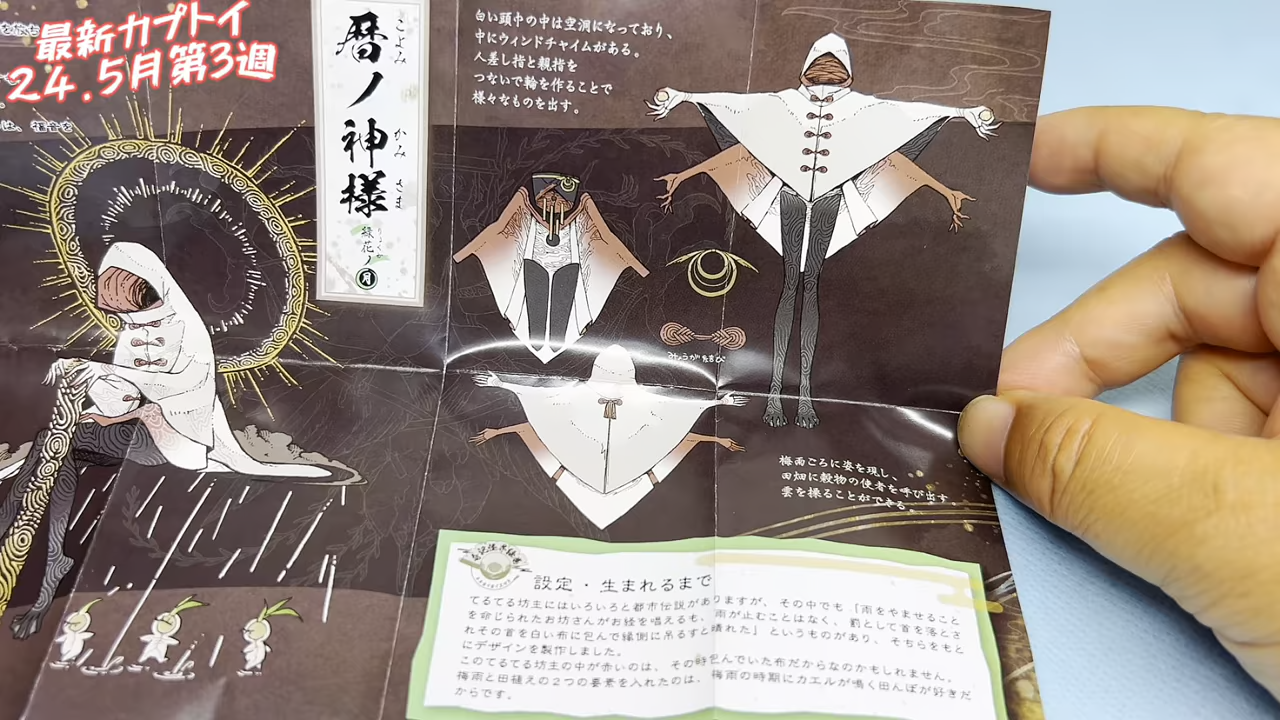 最新カプトイ
24.5月第3週
は、福音を
暦ノ神様
こよみ
かみ
さま
緑花ノ月
白い頭巾の中は空洞になっており、
中にウィンドチャイムがある。
人差し指と親指を
つないで輪を作ることで
様々なものを出す。
みょうが結び
梅雨ごろに姿を現し、
田畑に穀物の使者を呼び出す。
雲を操ることができる。
設定・生まれるまで
てるてる坊主にはいろいろと都市伝説がありますが、その中でも「雨をやませること
を命じられたお坊さんがお経を唱えるも、雨が止むことはなく、罰として首を落とさ
れその首を白い布に包んで縁側に吊るすと晴れた」というものがあり、そちらをもと
にデザインを製作しました。
このてるてる坊主の中が赤いのは、その時包んでいた布だからなのかもしれません。
梅雨と田植えの2つの要素を入れたのは、梅雨の時期にカエルが鳴く田んぼが好きだ
からです。